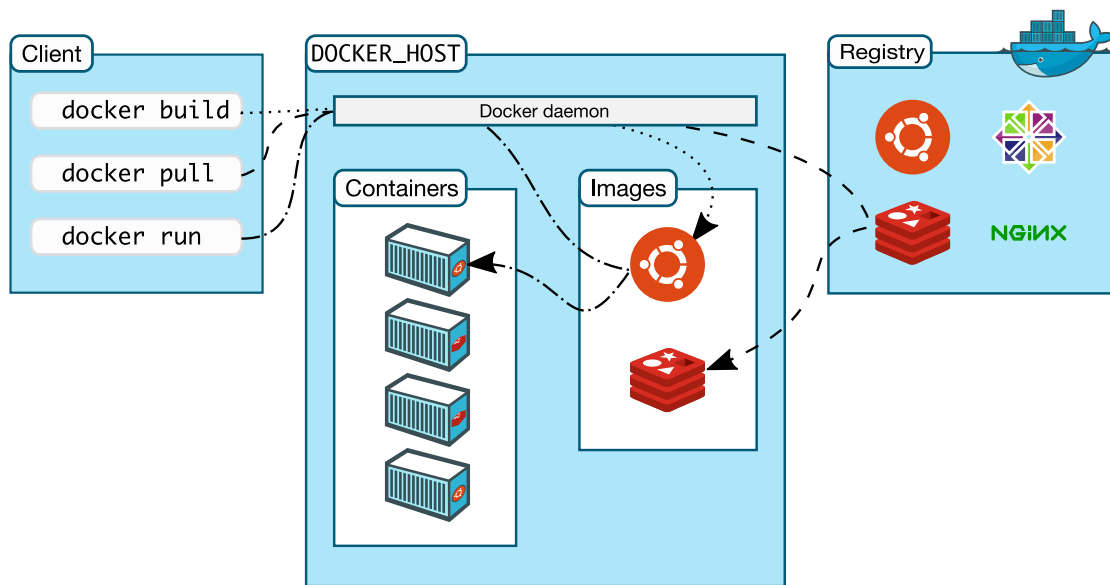 Client
docker build
docker pull
docker run
DOCKER_HOST
Docker daemon
Containers
Images
Registry
NGINX